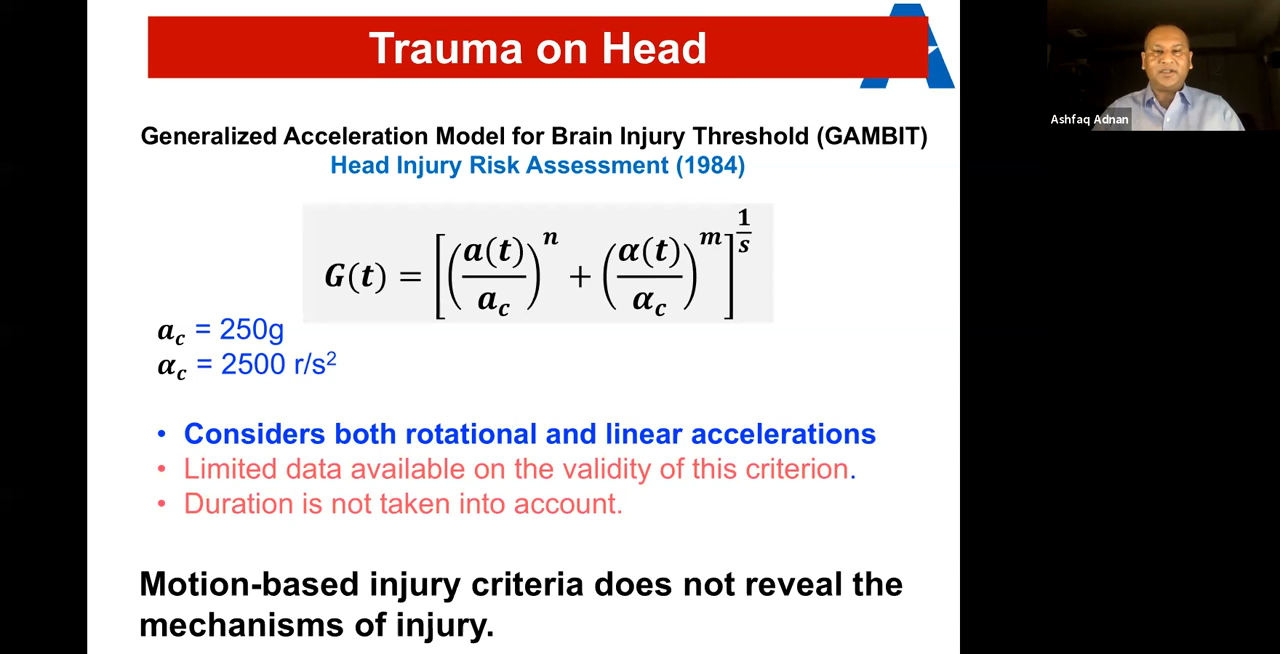 Trauma on Head
Ashfaq Adnan
Generalized Acceleration Model for Brain Injury Threshold (GAMBIT)
Head Injury Risk Assessment (1984)
G(t) = [(a(t)/a_c)^n + (α(t)/α_c)^m]^(1/s)
a_c = 250g
α_c = 2500 r/s²
• Considers both rotational and linear accelerations
• Limited data available on the validity of this criterion.
• Duration is not taken into account.
Motion-based injury criteria does not reveal the
mechanisms of injury.